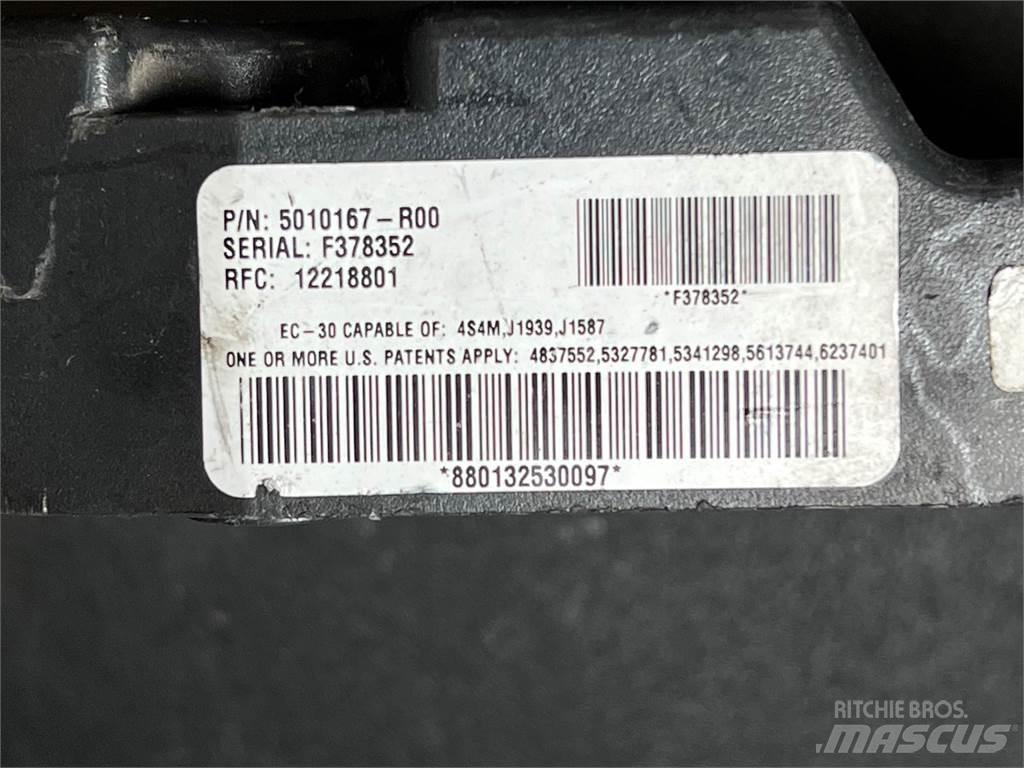 P/N: 5010167-R00
SERIAL: F378352
RFC: 12218801
*F378352*
EC-30 CAPABLE OF: 4S4M,J1939,J1587
ONE OR MORE U.S. PATENTS APPLY: 4837552,5327781,5341298,5613744,6237401
*880132530097*
RITCHIE BROS.
MASCUS